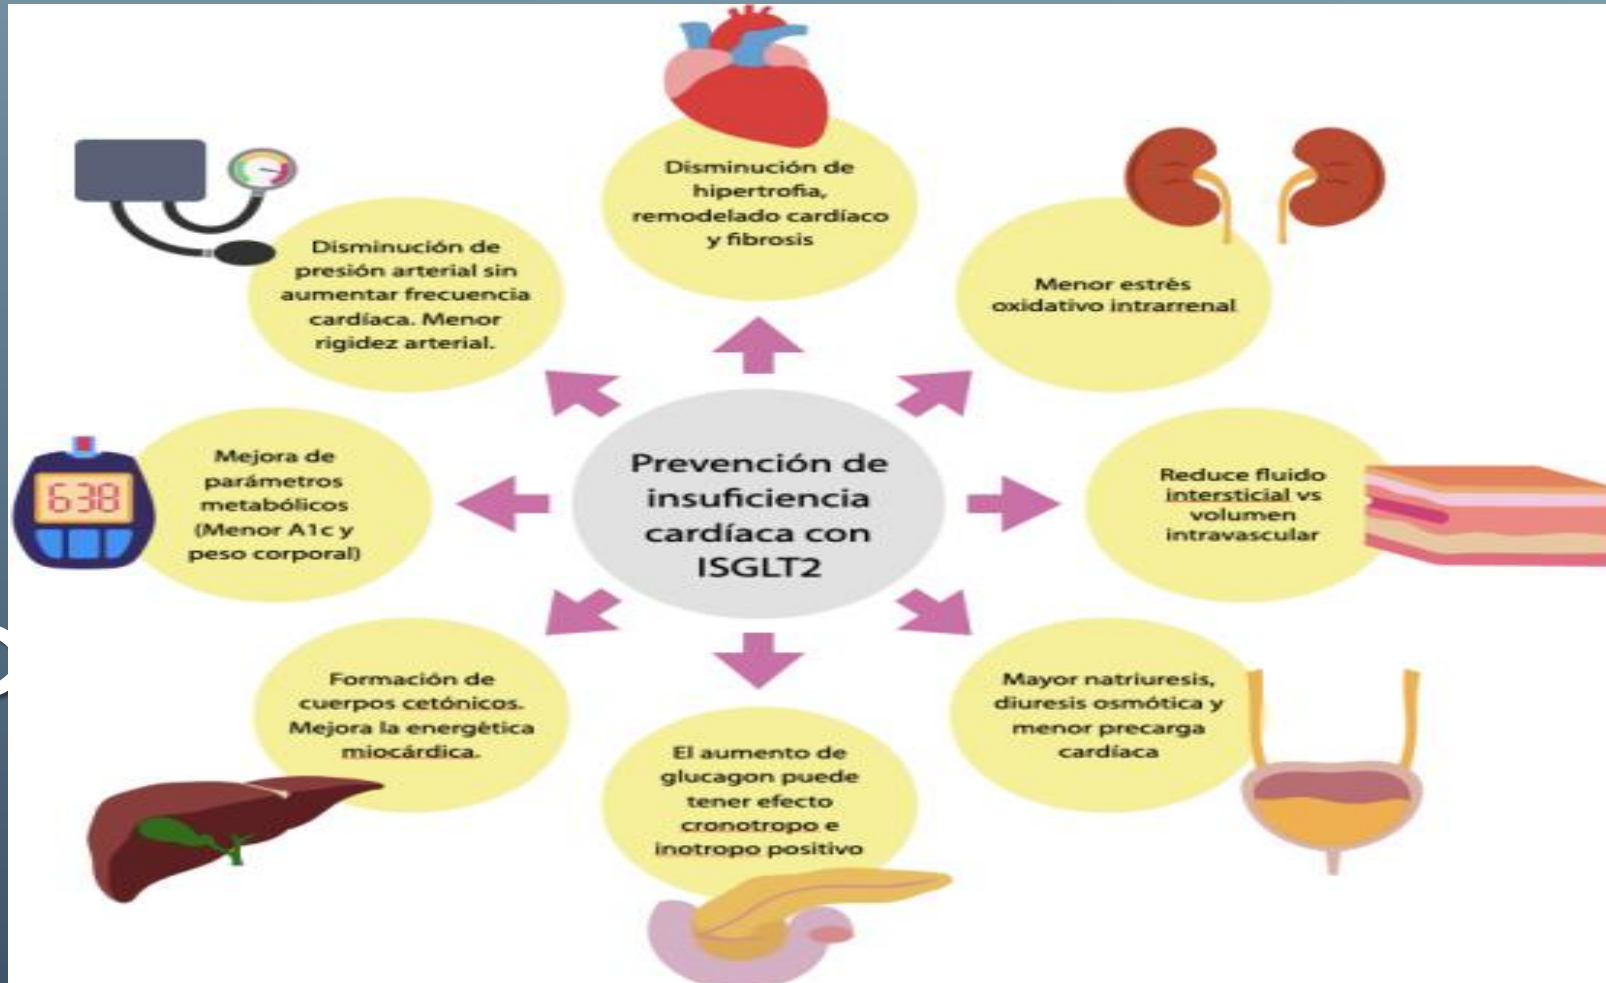 Disminución de
hipertrofia,
remodelado cardíaco
y fibrosis
Menor estrés
oxidativo intrarrenal
Reduce fluido
intersticial vs
volumen
intravascular
Mayor natriuresis,
diuresis osmótica y
menor precarga
cardíaca
El aumento de
glucagon puede
tener efecto
cronotropo e
inotropo positivo
Formación de
cuerpos cetónicos.
Mejora la energética
miocárdica.
Mejora de
parámetros
metabólicos
(Menor A1c y
peso corporal)
638
Disminución de
presión arterial sin
aumentar frecuencia
cardíaca. Menor
rigidez arterial.
Prevención de
insuficiencia
cardíaca con
ISGLT2